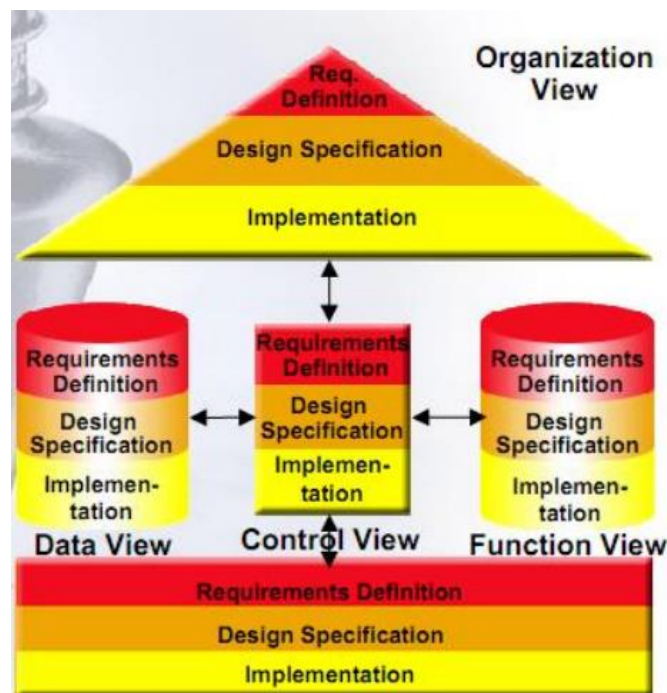 Organization
View
Req.
Definition
Design Specification
Implementation
Requirements
Definition
Design
Specification
Implemen-
tation
Data View
Requirements
Definition
Design
Specification
Implemen-
tation
Control View
Requirements
Definition
Design
Specification
Implemen-
tation
Function View
Requirements Definition
Design Specification
Implementation